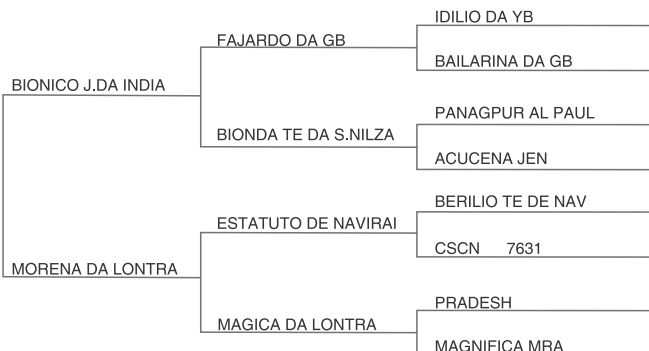 IDILIO DA YB
FAJARDO DA GB
BAILARINA DA GB
BIONICO J.DA INDIA
PANAGPUR AL PAUL
BIONDA TE DA S.NILZA
ACUCENA JEN
BERILIO TE DE NAV
ESTATUTO DE NAVIRAI
CSCN 7631
MORENA DA LONTRA
PRADESH
MAGICA DA LONTRA
MAGNIFICA MRA